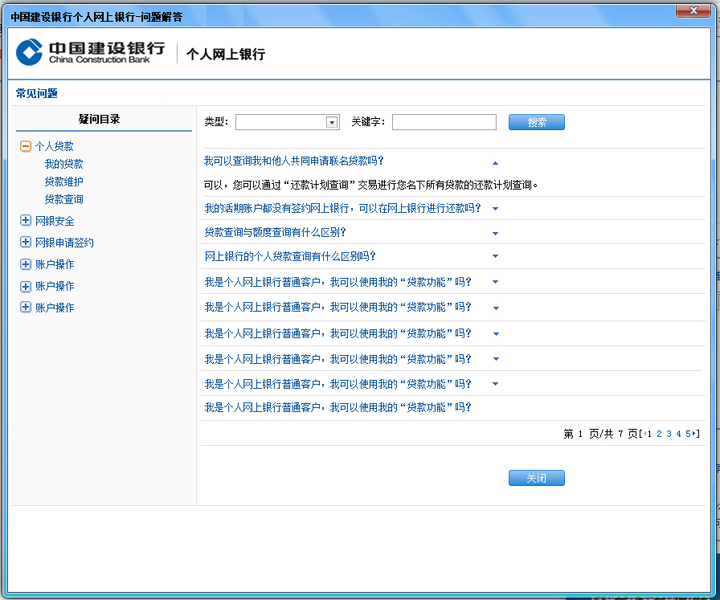 中国建设银行个人网上银行-问题解答
中国建设银行
China Construction Bank
个人网上银行
常见问题
疑问目录
个人贷款
我的贷款
贷款维护
贷款查询
网银安全
网银申请签约
账户操作
账户操作
账户操作
类型： 关键字： 搜索
我可以查询我和他人共同申请联名贷款吗？
可以，您可以通过“还款计划查询”交易进行您名下所有贷款的还款计划查询。
我的活期账户都没有签约网上银行，可以在网上银行进行还款吗？
贷款查询与额度查询有什么区别？
网上银行的个人贷款查询有什么区别吗？
我是个人网上银行普通客户，我可以使用我的“贷款功能”吗？
我是个人网上银行普通客户，我可以使用我的“贷款功能”吗？
我是个人网上银行普通客户，我可以使用我的“贷款功能”吗？
我是个人网上银行普通客户，我可以使用我的“贷款功能”吗？
我是个人网上银行普通客户，我可以使用我的“贷款功能”吗？
我是个人网上银行普通客户，我可以使用我的“贷款功能”吗？
第 1 页/共 7 页[1 2 3 4 5]
关闭